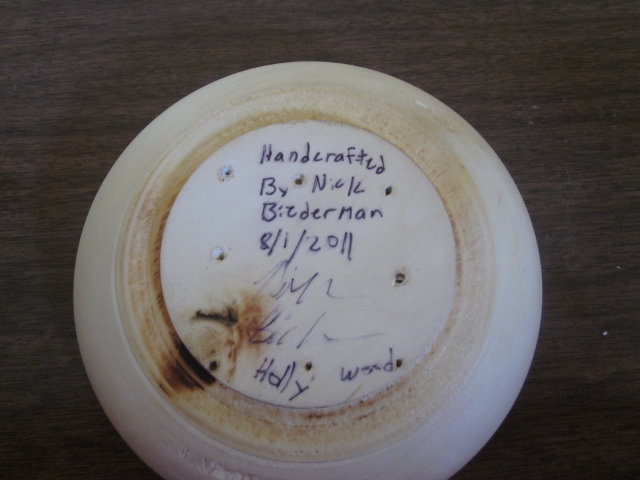 Handcrafted
By Nick
Biederman
8/1/2011
Holly Wood